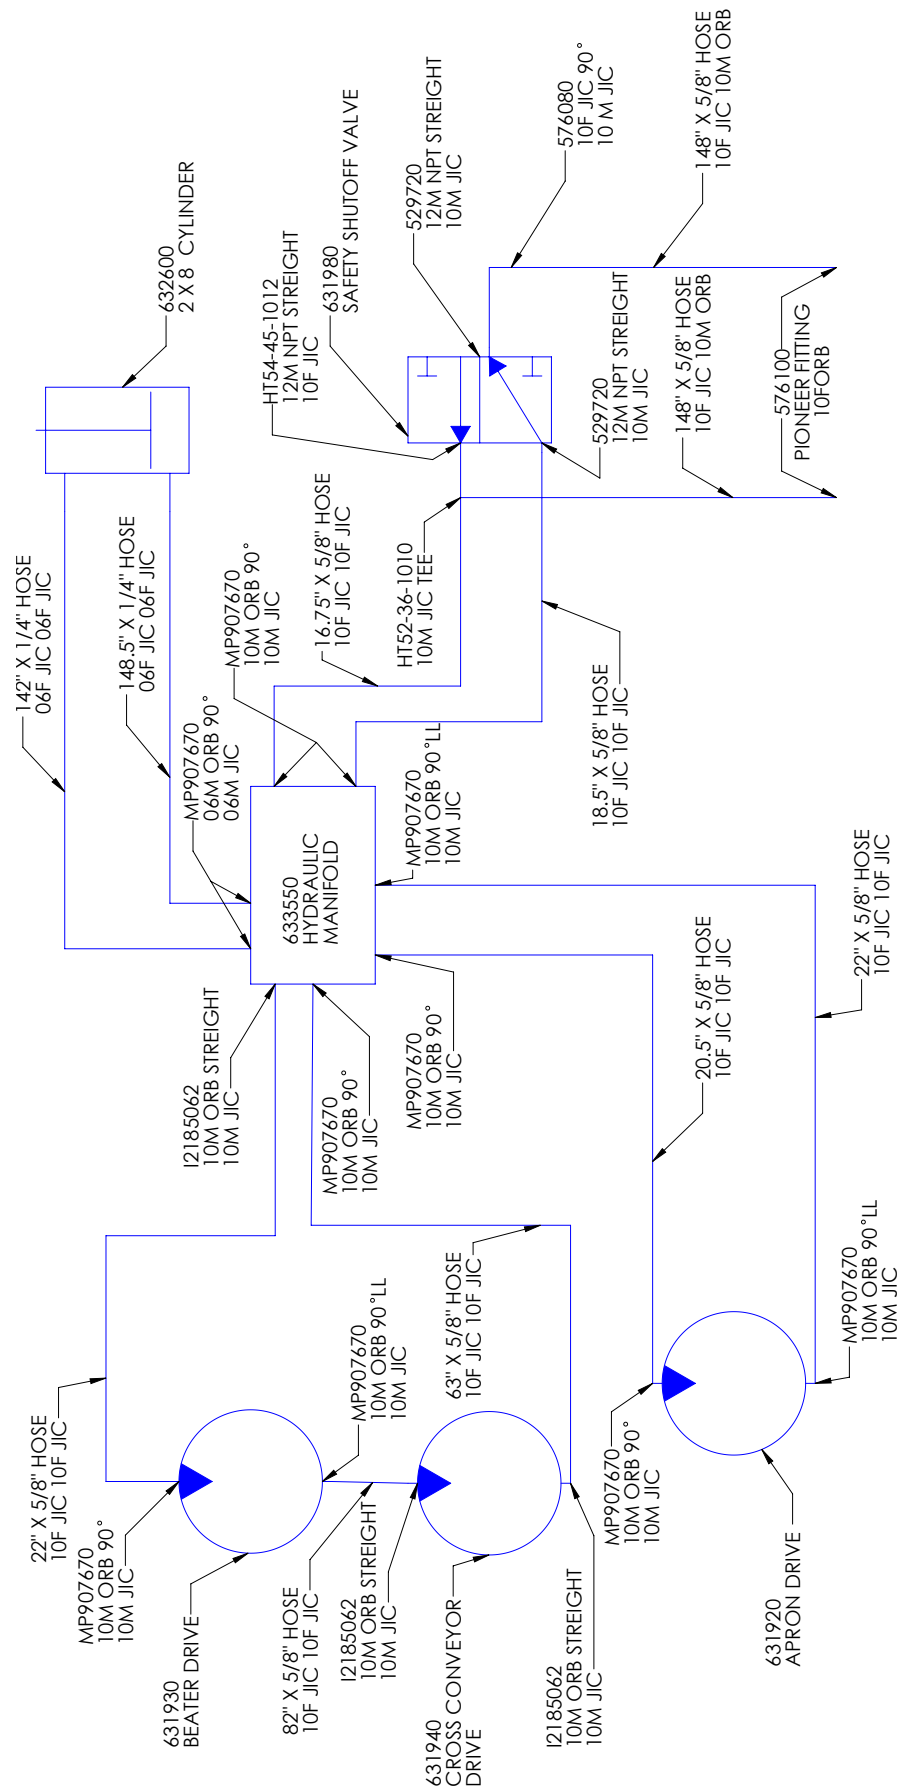 632600
2 X 8  CYLINDER
142" X 1/4" HOSE
06F JIC 06F JIC
148.5" X 1/4" HOSE
06F JIC 06F JIC
HT54-45-1012
12M NPT STREIGHT
10F JIC
631980
SAFETY SHUTOFF VALVE
529720
12M NPT STREIGHT
10M JIC
576080
10F JIC 90°
10 M JIC
148" X 5/8" HOSE
10F JIC 10M ORB
MP907670
06M ORB 90°
06M JIC
MP907670
10M ORB 90°
10M JIC
16.75" X 5/8" HOSE
10F JIC 10F JIC
HT52-36-1010
10M JIC TEE
529720
12M NPT STREIGHT
10M JIC
148" X 5/8" HOSE
10F JIC 10M ORB
576100
PIONEER FITTING
10FORB
18.5" X 5/8" HOSE
10F JIC 10F JIC
633550
HYDRAULIC
MANIFOLD
MP907670
10M ORB 90°LL
10M JIC
I2185062
10M ORB STREIGHT
10M JIC
MP907670
10M ORB 90°
10M JIC
MP907670
10M ORB 90°
10M JIC
20.5" X 5/8" HOSE
10F JIC 10F JIC
22" X 5/8" HOSE
10F JIC 10F JIC
22" X 5/8" HOSE
10F JIC 10F JIC
MP907670
10M ORB 90°
10M JIC
MP907670
10M ORB 90°LL
10M JIC
63" X 5/8" HOSE
10F JIC 10F JIC
631930
BEATER DRIVE
82" X 5/8" HOSE
10F JIC 10F JIC
I2185062
10M ORB STREIGHT
10M JIC
631940
CROSS CONVEYOR
DRIVE
I2185062
10M ORB STREIGHT
10M JIC
MP907670
10M ORB 90°
10M JIC
631920
APRON DRIVE
MP907670
10M ORB 90°LL
10M JIC